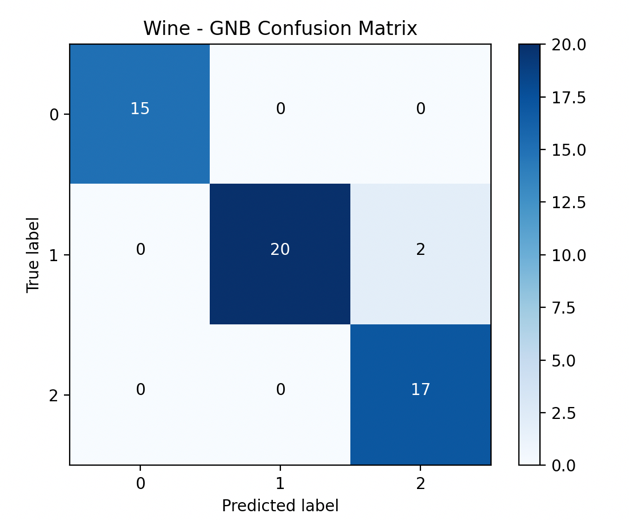 Wine - GNB Confusion Matrix
0 15 0 0
1 0 20 2
2 0 0 17
0 1 2
True label
Predicted label
20.0
17.5
15.0
12.5
10.0
7.5
5.0
2.5
0.0